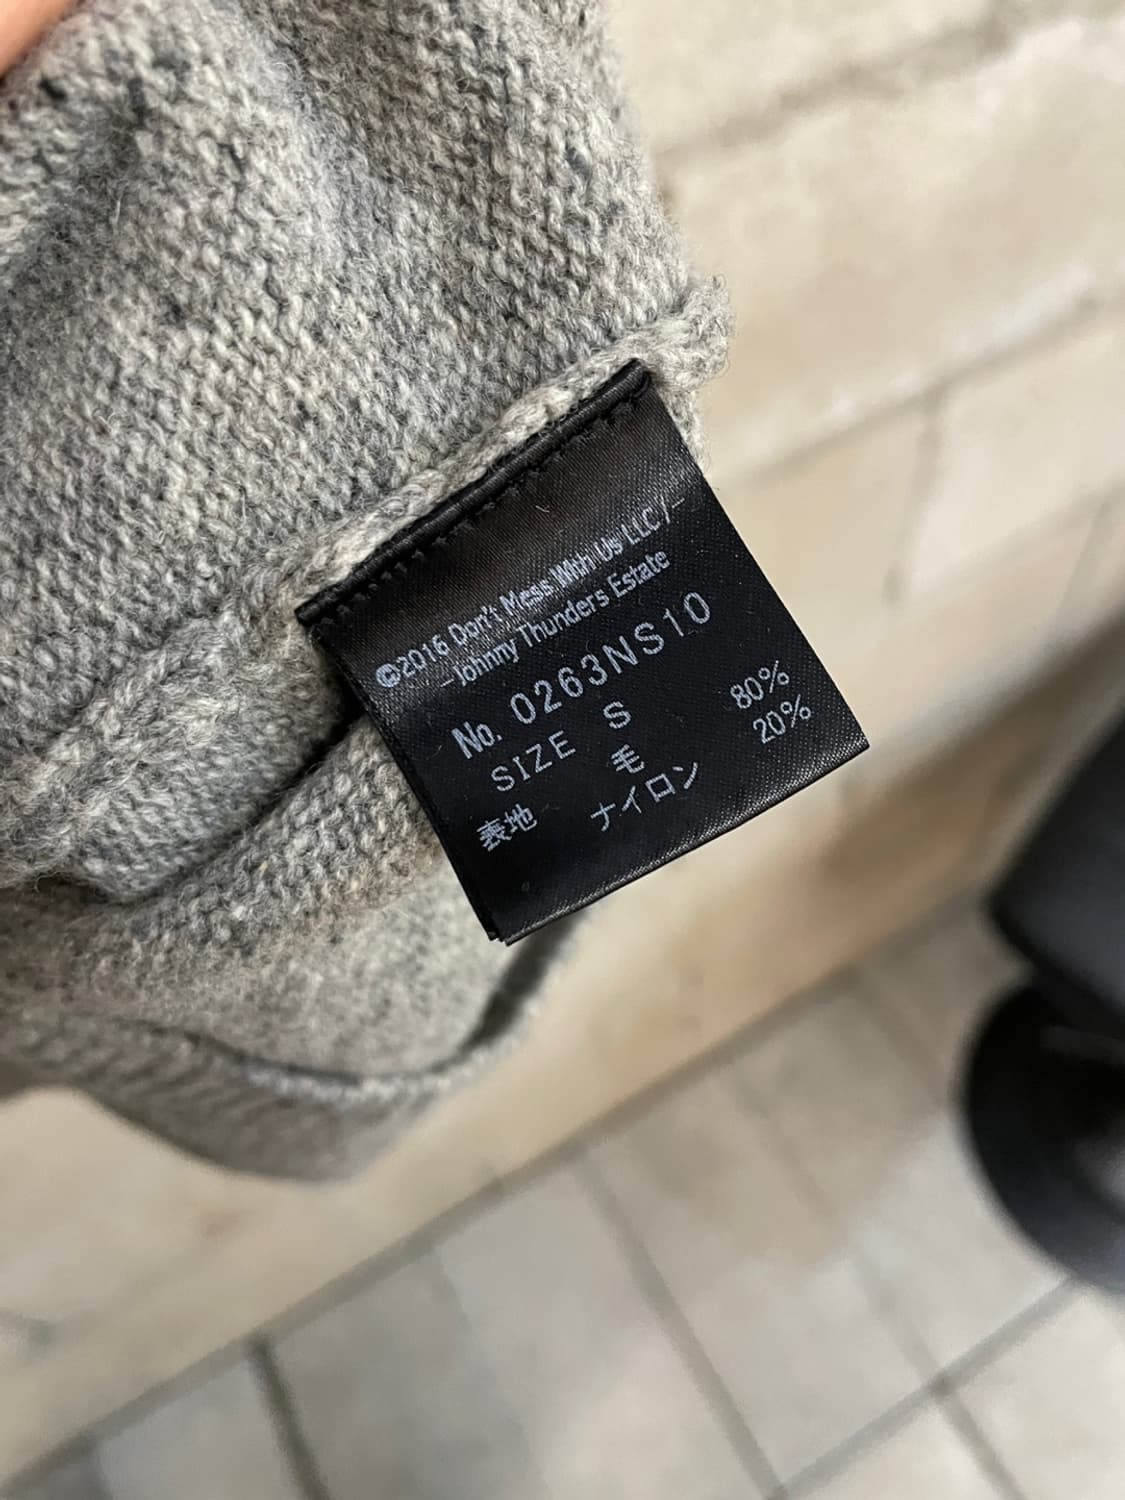 ©2016 Don't Mess With Us LLC/-
-Johnny Thunders Estate
No. 0263NS10
SIZE S
表地 毛 80%
ナイロン 20%